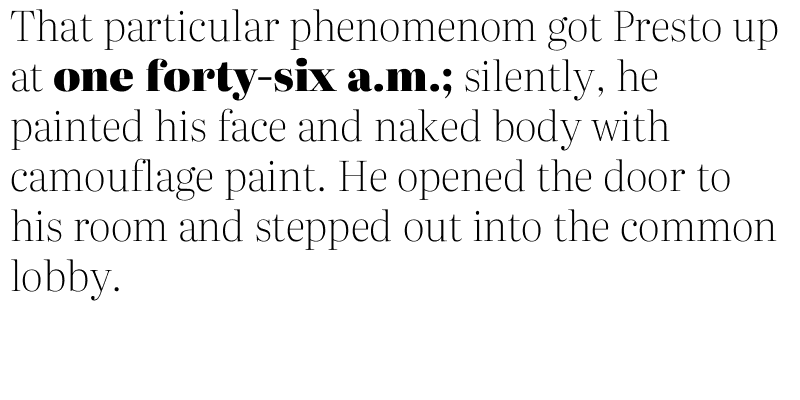 That particular phenomenom got Presto up
at one forty-six a.m.; silently, he
painted his face and naked body with
camouflage paint. He opened the door to
his room and stepped out into the common
lobby.